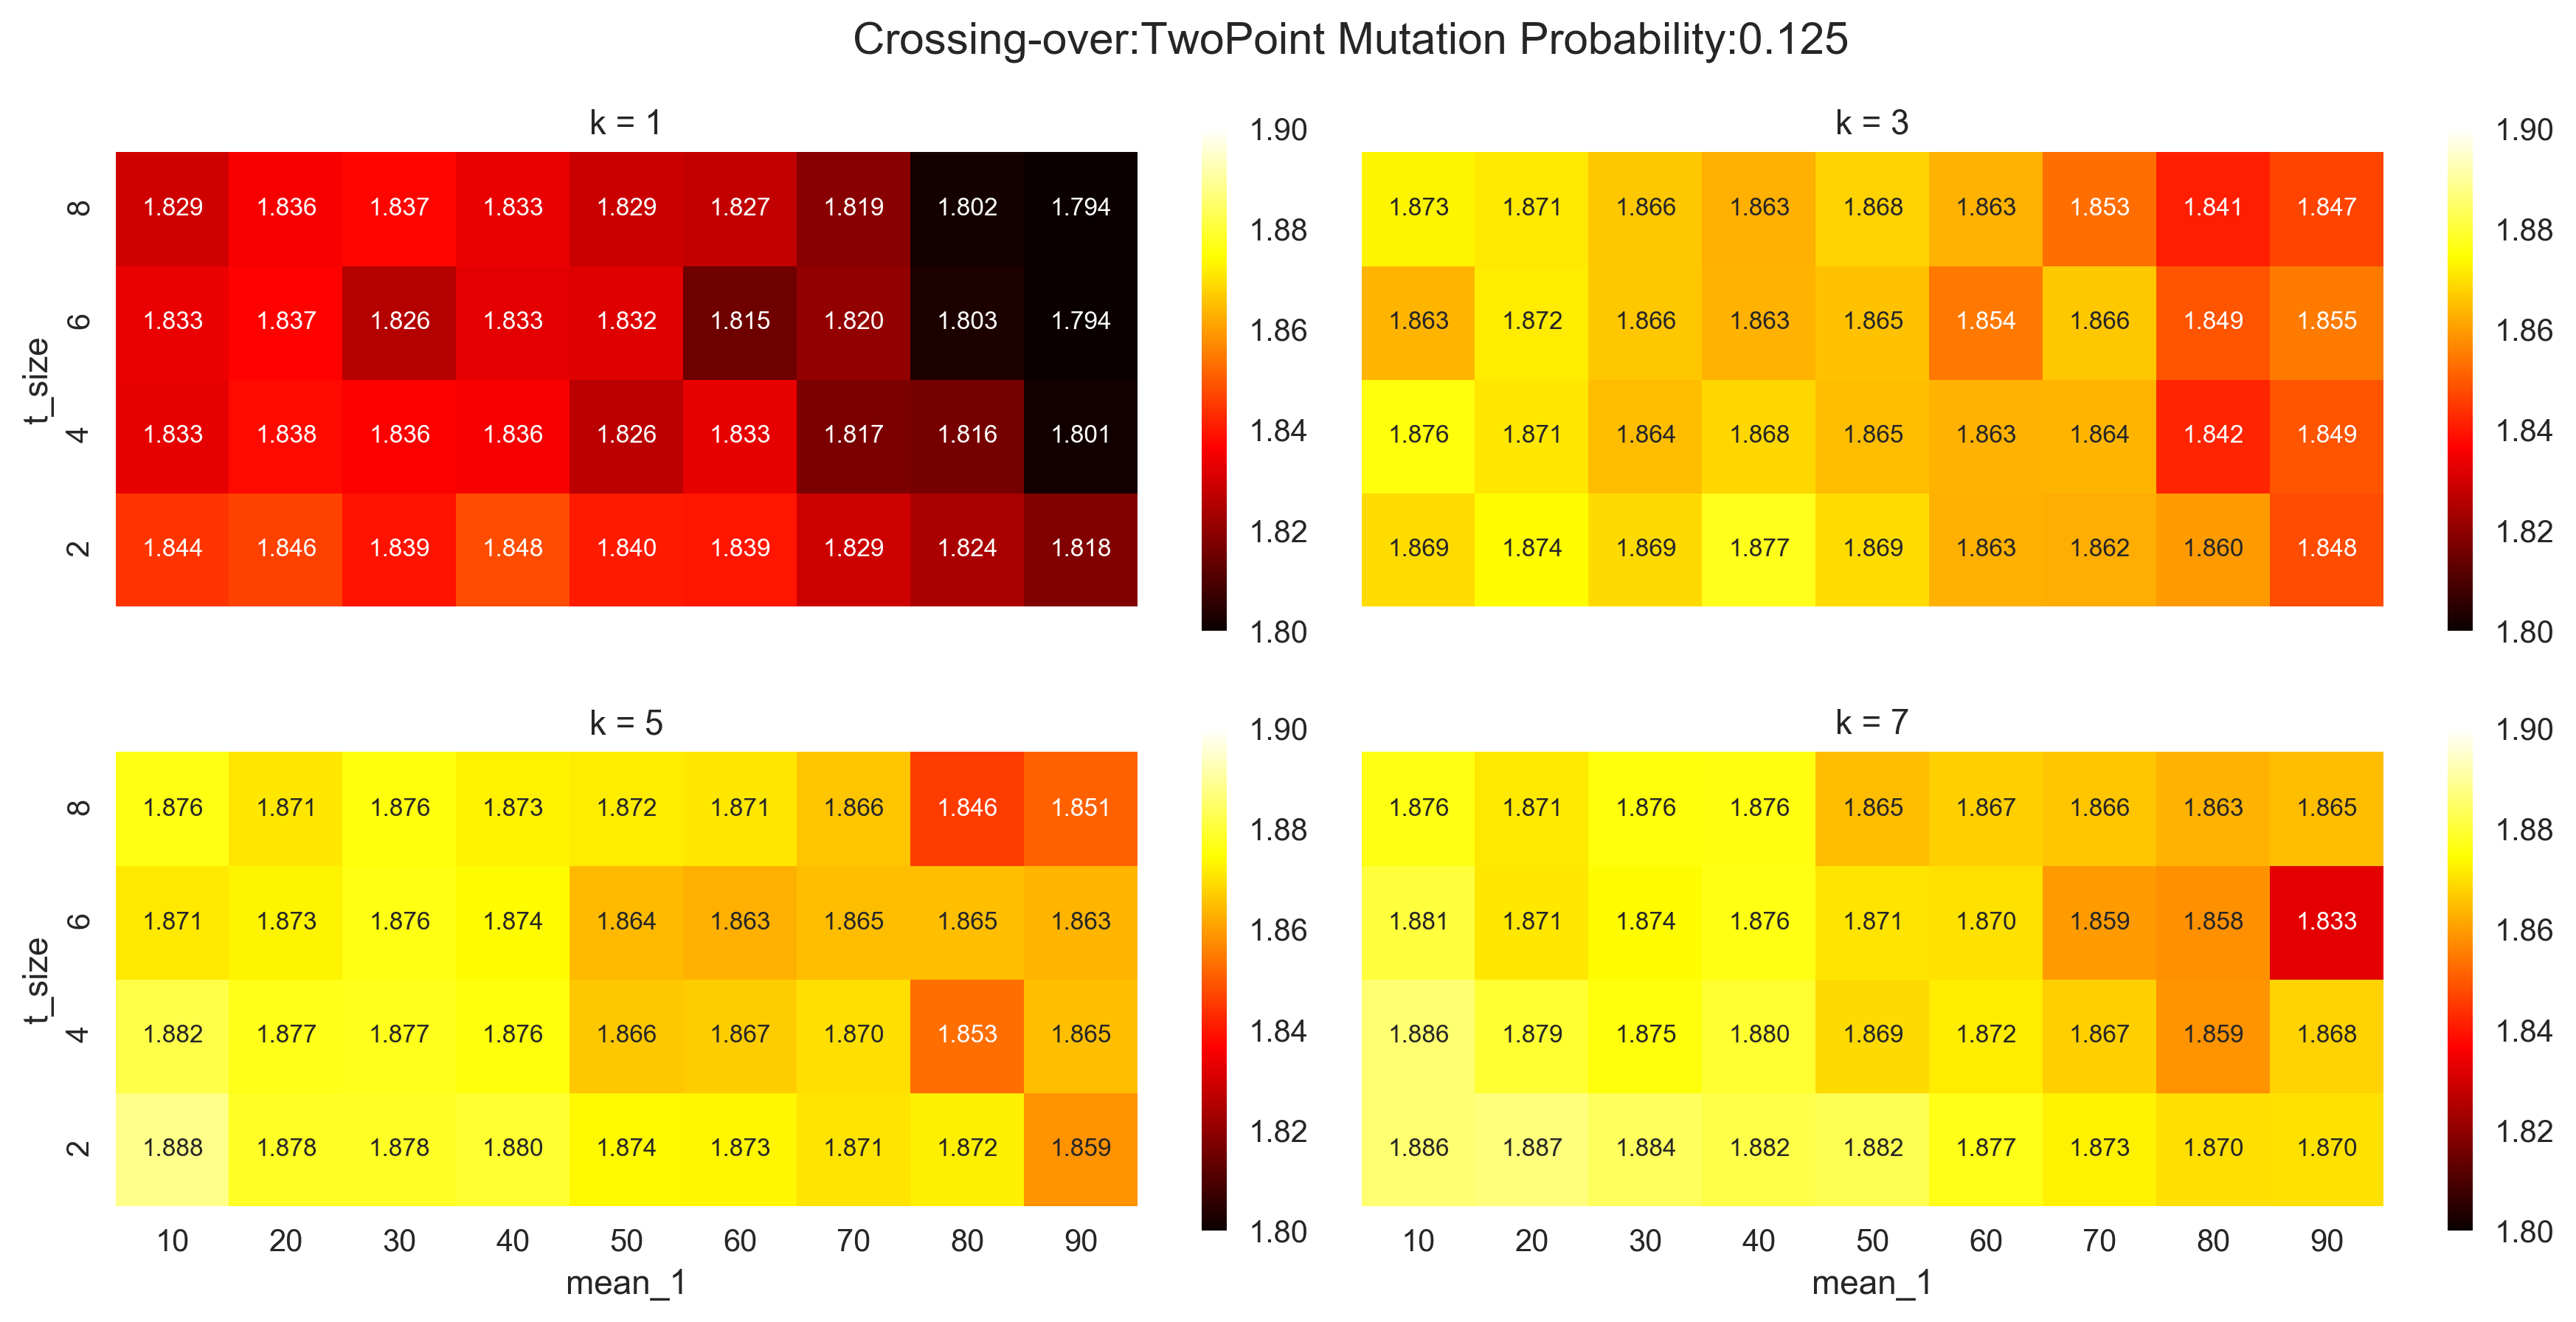 Crossing-over:TwoPoint Mutation Probability:0.125
k = 1
t_size
8 1.829 1.836 1.837 1.833 1.829 1.827 1.819 1.802 1.794
6 1.833 1.837 1.826 1.833 1.832 1.815 1.820 1.803 1.794
4 1.833 1.838 1.836 1.836 1.826 1.833 1.817 1.816 1.801
2 1.844 1.846 1.839 1.848 1.840 1.839 1.829 1.824 1.818
1.90
1.88
1.86
1.84
1.82
1.80
k = 3
1.873 1.871 1.866 1.863 1.868 1.863 1.853 1.841 1.847
1.863 1.872 1.866 1.863 1.865 1.854 1.866 1.849 1.855
1.876 1.871 1.864 1.868 1.865 1.863 1.864 1.842 1.849
1.869 1.874 1.869 1.877 1.869 1.863 1.862 1.860 1.848
1.90
1.88
1.86
1.84
1.82
1.80
k = 5
t_size
8 1.876 1.871 1.876 1.873 1.872 1.871 1.866 1.846 1.851
6 1.871 1.873 1.876 1.874 1.864 1.863 1.865 1.865 1.863
4 1.882 1.877 1.877 1.876 1.866 1.867 1.870 1.853 1.865
2 1.888 1.878 1.878 1.880 1.874 1.873 1.871 1.872 1.859
10 20 30 40 50 60 70 80 90
mean_1
1.90
1.88
1.86
1.84
1.82
1.80
k = 7
1.876 1.871 1.876 1.876 1.865 1.867 1.866 1.863 1.865
1.881 1.871 1.874 1.876 1.871 1.870 1.859 1.858 1.833
1.886 1.879 1.875 1.880 1.869 1.872 1.867 1.859 1.868
1.886 1.887 1.884 1.882 1.882 1.877 1.873 1.870 1.870
10 20 30 40 50 60 70 80 90
mean_1
1.90
1.88
1.86
1.84
1.82
1.80